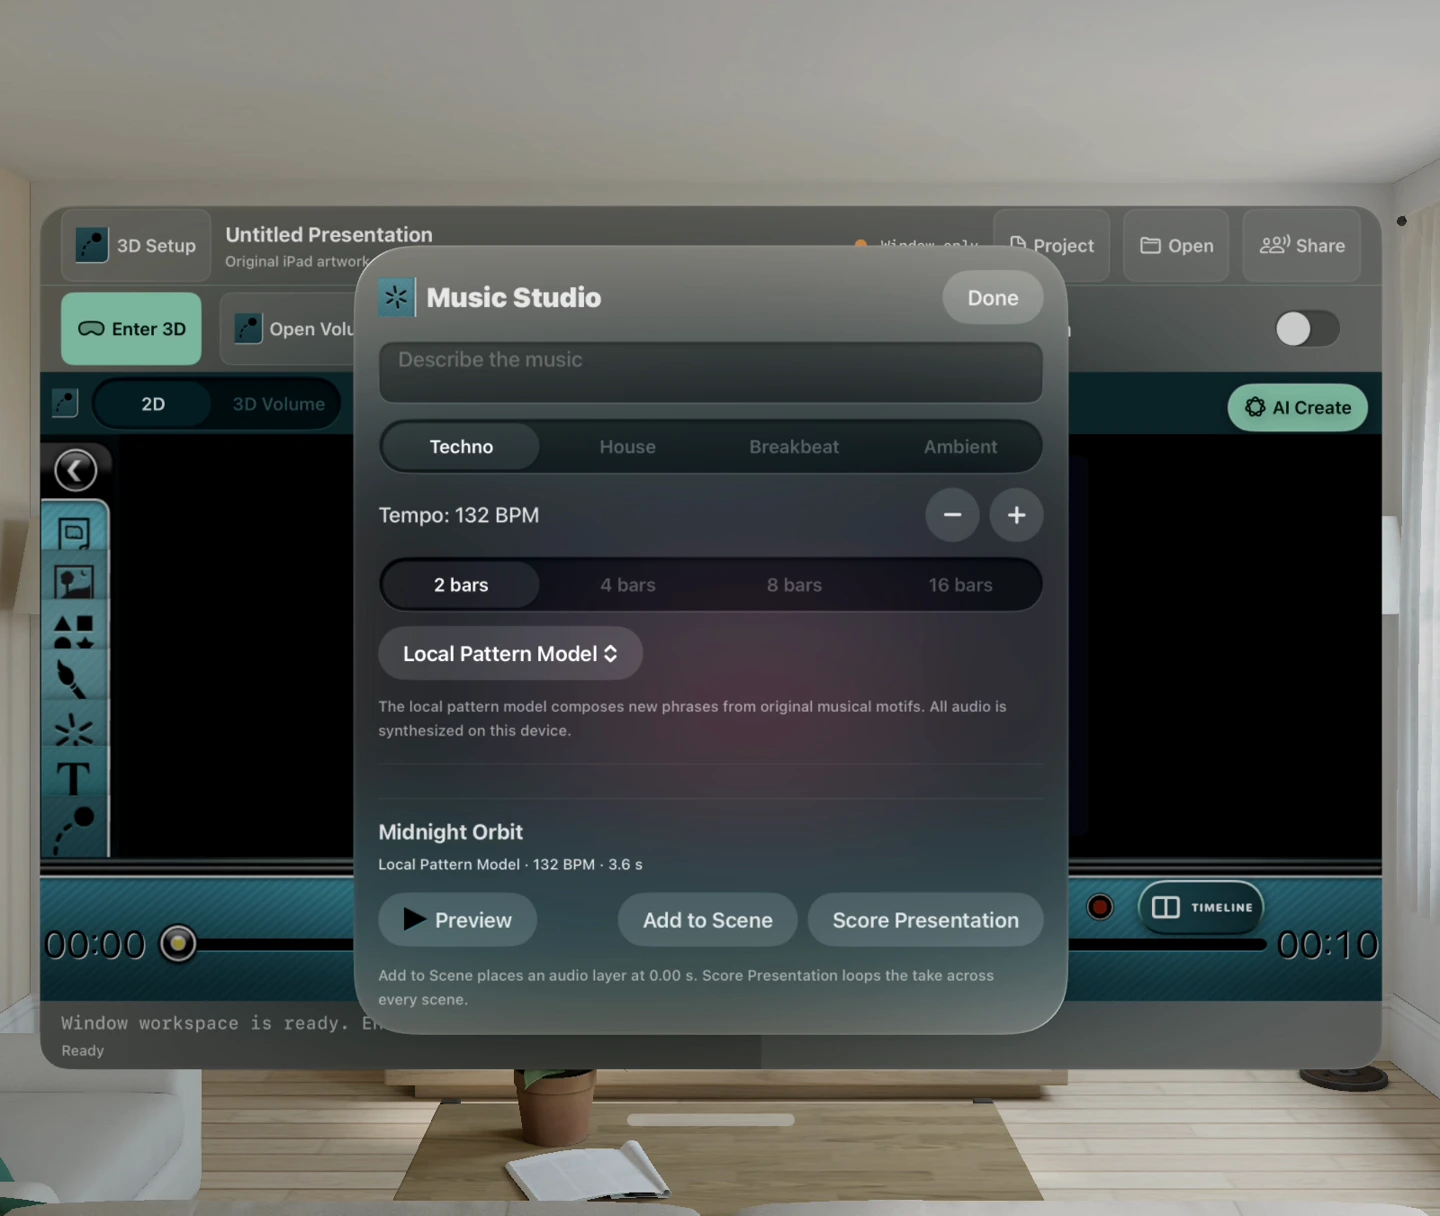 3D Setup
Untitled Presentation
Original iPad artwork
Window only
Project
Open
Share
Enter 3D
Open
2D
3D Volume
AI Create
Music Studio
Done
Describe the music
Techno
House
Breakbeat
Ambient
Tempo: 132 BPM
2 bars
4 bars
8 bars
16 bars
Local Pattern Model
The local pattern model composes new phrases from original musical motifs. All audio is
synthesized on this device.
Midnight Orbit
Local Pattern Model · 132 BPM · 3.6 s
Preview
Add to Scene
Score Presentation
Add to Scene places an audio layer at 0.00 s. Score Presentation loops the take across
every scene.
T
TIMELINE
00:00
00:10
Window workspace is ready.
Ready